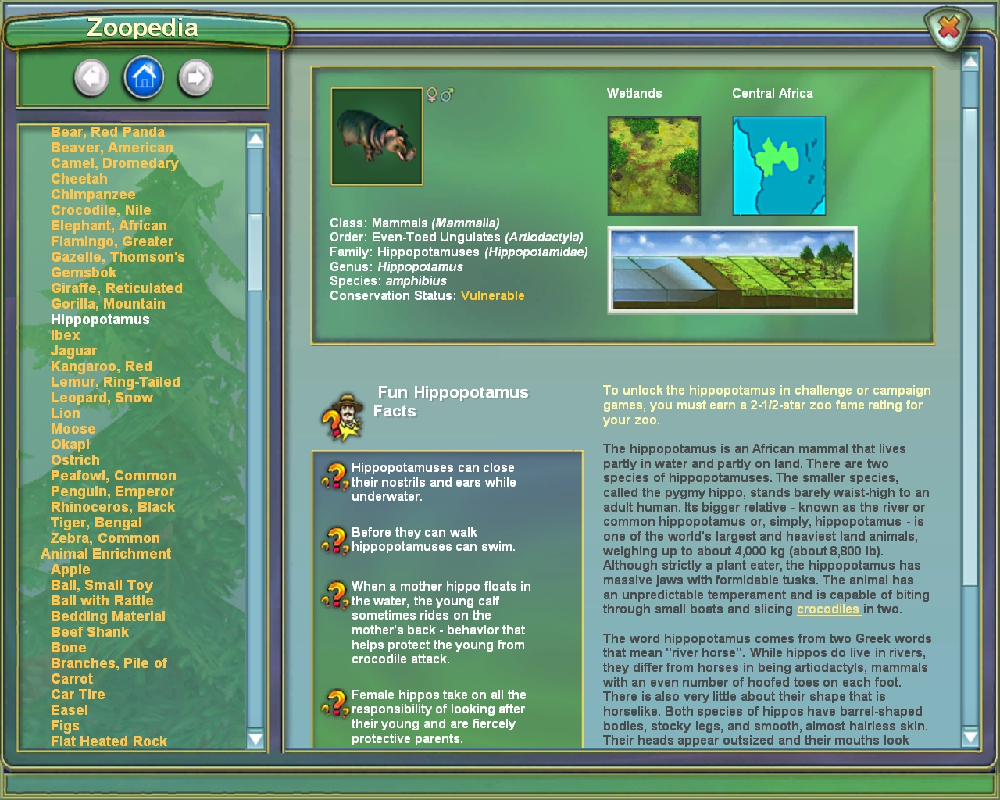 Zoopedia
Bear, Red Panda
Beaver, American
Camel, Dromedary
Cheetah
Chimpanzee
Crocodile, Nile
Elephant, African
Flamingo, Greater
Gazelle, Thomson's
Gemsbok
Giraffe, Reticulated
Gorilla, Mountain
Hippopotamus
Ibex
Jaguar
Kangaroo, Red
Lemur, Ring-Tailed
Leopard, Snow
Lion
Moose
Okapi
Ostrich
Peafowl, Common
Penguin, Emperor
Rhinoceros, Black
Tiger, Bengal
Zebra, Common
Animal Enrichment
Apple
Ball, Small Toy
Ball with Rattle
Bedding Material
Beef Shank
Bone
Branches, Pile of
Carrot
Car Tire
Easel
Figs
Flat Heated Rock
Wetlands
Central Africa
Class: Mammals (Mammalia)
Order: Even-Toed Ungulates (Artiodactyla)
Family: Hippopotamuses (Hippopotamidae)
Genus: Hippopotamus
Species: amphibius
Conservation Status: Vulnerable
Fun Hippopotamus
Facts
Hippopotamuses can close
their nostrils and ears while
underwater.
Before they can walk
hippopotamuses can swim.
When a mother hippo floats in
the water, the young calf
sometimes rides on the
mother's back - behavior that
helps protect the young from
crocodile attack.
Female hippos take on all the
responsibility of looking after
their young and are fiercely
protective parents.
To unlock the hippopotamus in challenge or campaign
games, you must earn a 2-1/2-star zoo fame rating for
your zoo.
The hippopotamus is an African mammal that lives
partly in water and partly on land. There are two
species of hippopotamuses. The smaller species,
called the pygmy hippo, stands barely waist-high to an
adult human. Its bigger relative - known as the river or
common hippopotamus or, simply, hippopotamus - is
one of the world's largest and heaviest land animals,
weighing up to about 4,000 kg (about 8,800 lb).
Although strictly a plant eater, the hippopotamus has
massive jaws with formidable tusks. The animal has
an unpredictable temperament and is capable of biting
through small boats and slicing crocodiles in two.
The word hippopotamus comes from two Greek words
that mean "river horse". While hippos do live in rivers,
they differ from horses in being artiodactyls, mammals
with an even number of hoofed toes on each foot.
There is also very little about their shape that is
horselike. Both species of hippos have barrel-shaped
bodies, stocky legs, and smooth, almost hairless skin.
Their heads appear outsized and their mouths look